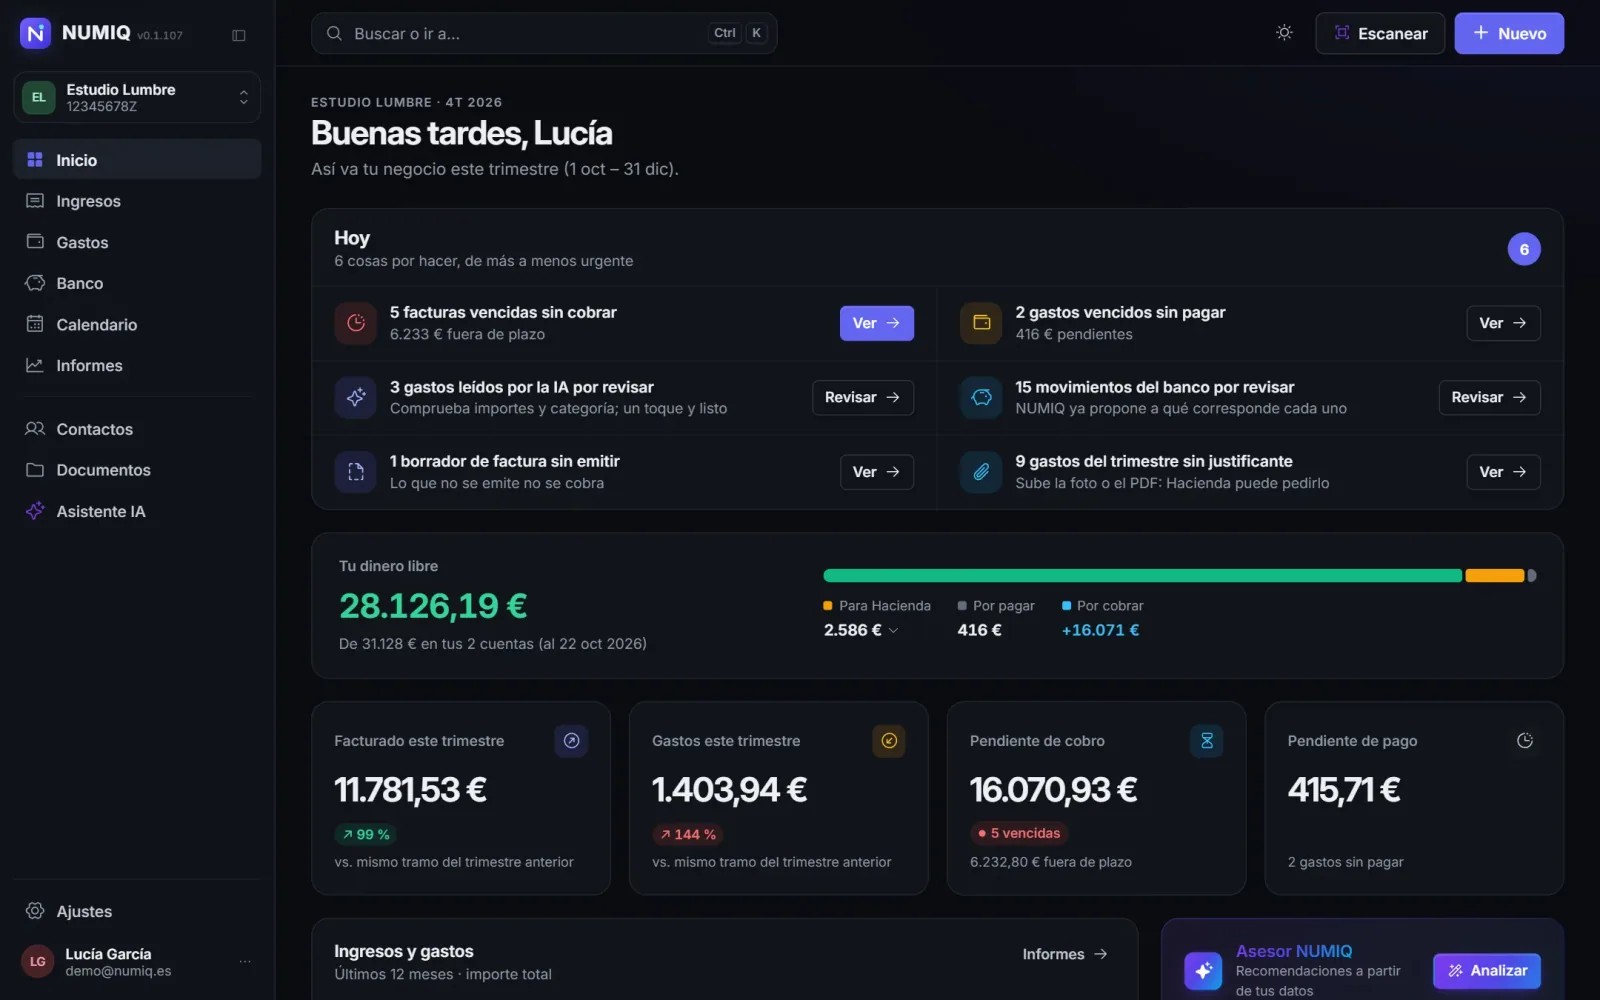 NUMIQ v0.1.107
Buscar o ir a...
Ctrl K
Escanear
+ Nuevo
EL
Estudio Lumbre
12345678Z
Inicio
Ingresos
Gastos
Banco
Calendario
Informes
Contactos
Documentos
Asistente IA
Ajustes
LG
Lucía García
demo@numiq.es
ESTUDIO LUMBRE · 4T 2026
Buenas tardes, Lucía
Así va tu negocio este trimestre (1 oct – 31 dic).
Hoy
6 cosas por hacer, de más a menos urgente
6
5 facturas vencidas sin cobrar
6.233 € fuera de plazo
Ver →
2 gastos vencidos sin pagar
416 € pendientes
Ver →
3 gastos leídos por la IA por revisar
Comprueba importes y categoría; un toque y listo
Revisar →
15 movimientos del banco por revisar
NUMIQ ya propone a qué corresponde cada uno
Revisar →
1 borrador de factura sin emitir
Lo que no se emite no se cobra
Ver →
9 gastos del trimestre sin justificante
Sube la foto o el PDF: Hacienda puede pedirlo
Ver →
Tu dinero libre
28.126,19 €
De 31.128 € en tus 2 cuentas (al 22 oct 2026)
Para Hacienda
2.586 €
Por pagar
416 €
Por cobrar
+16.071 €
Facturado este trimestre
11.781,53 €
↗ 99 %
vs. mismo tramo del trimestre anterior
Gastos este trimestre
1.403,94 €
↗ 144 %
vs. mismo tramo del trimestre anterior
Pendiente de cobro
16.070,93 €
5 vencidas
6.232,80 € fuera de plazo
Pendiente de pago
415,71 €
2 gastos sin pagar
Ingresos y gastos
Últimos 12 meses · importe total
Informes →
Asesor NUMIQ
Recomendaciones a partir
de tus datos
Analizar